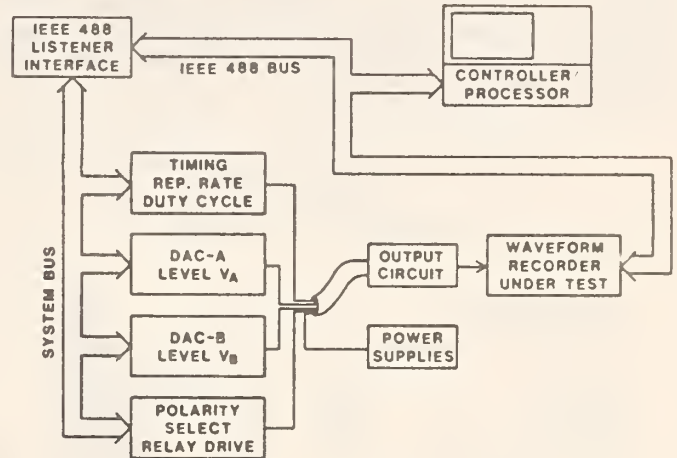 IEEE 488
LISTENER
INTERFACE
IEEE 488 BUS
CONTROLLER/
PROCESSOR
TIMING
REP. RATE
DUTY CYCLE
DAC-A
LEVEL VA
DAC-B
LEVEL VB
POLARITY
SELECT
RELAY DRIVE
SYSTEM BUS
OUTPUT
CIRCUIT
POWER
SUPPLIES
WAVEFORM
RECORDER
UNDER TEST